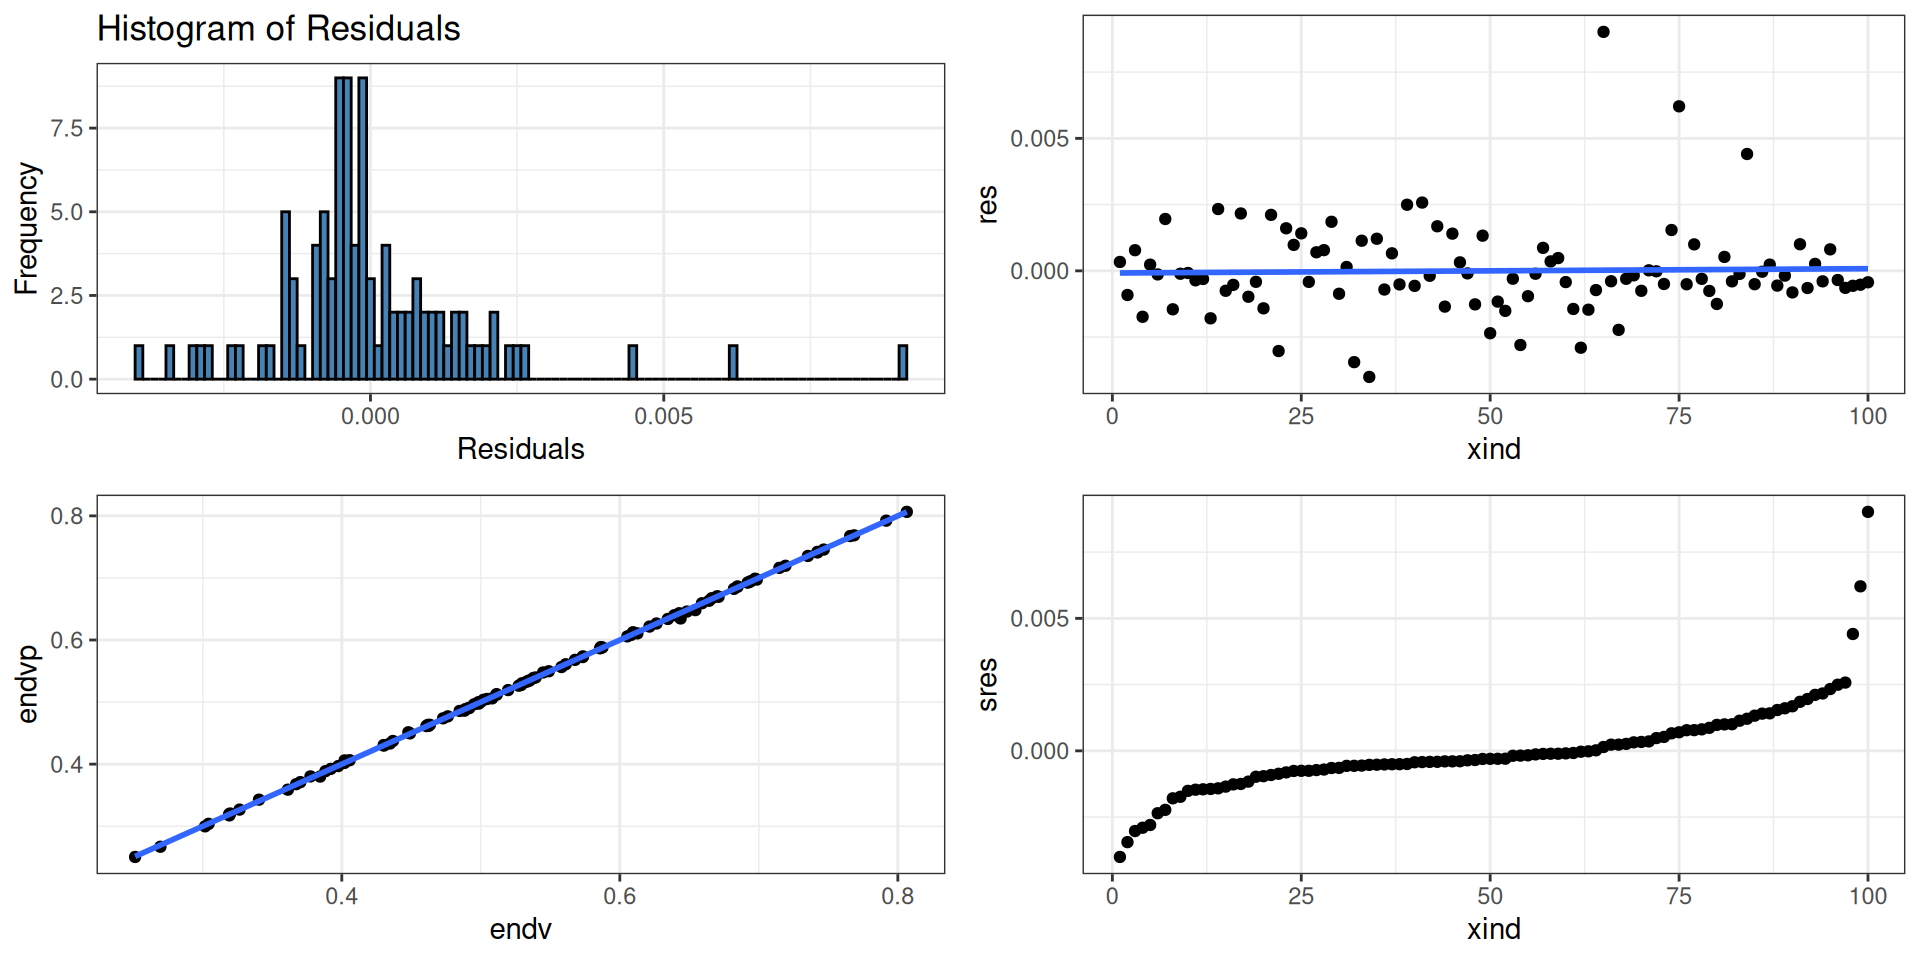 Histogram of Residuals
7.5
5.0
2.5
0.0
Frequency
0.000 0.005
Residuals
0.005
0.000
res
0 25 50 75 100
xind
0.8
0.6
0.4
endvp
0.4 0.6 0.8
endv
0.005
0.000
sres
0 25 50 75 100
xind